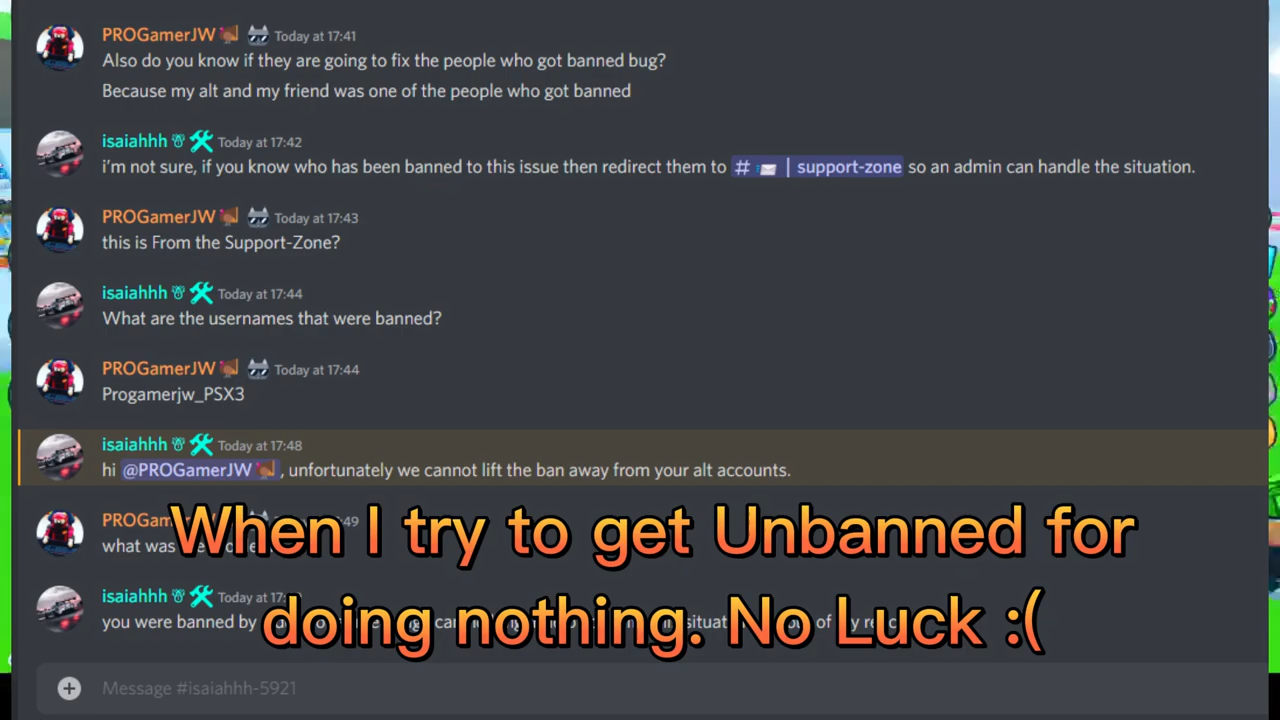 PROGamerJW Today at 17:41
Also do you know if they are going to fix the people who got banned bug?
Because my alt and my friend was one of the people who got banned
isaiahhh Today at 17:42
i'm not sure, if you know who has been banned to this issue then redirect them to # | support-zone so an admin can handle the situation.
PROGamerJW Today at 17:43
this is From the Support-Zone?
isaiahhh Today at 17:44
What are the usernames that were banned?
PROGamerJW Today at 17:44
Progamerjw_PSX3
isaiahhh Today at 17:48
hi @PROGamerJW, unfortunately we cannot lift the ban away from your alt accounts.
what was
When I try to get Unbanned for
isaiahhh Today at
you were banned by
doing nothing. No Luck :(
Message #isaiahhh-5921